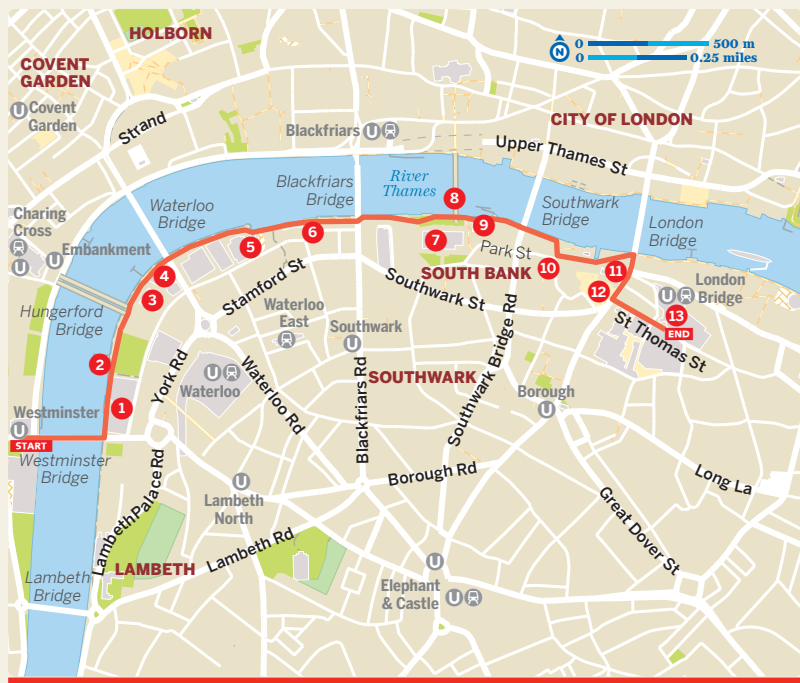 HOLBORN
COVENT
GARDEN
N
0
500 m
0
0.25 miles
U
Covent
Garden
Strand
Blackfriars
U
CITY OF LONDON
Upper Thames St
River
Thames
Blackfriars
Bridge
Waterloo
Bridge
Southwark
Bridge
London
Bridge
Charing
Cross
U
U
Embankment
8
9
7
6
5
4
3
Park St
10
11
12
SOUTH BANK
Stamford St
Southwark St
London
Bridge
U
13
END
St Thomas St
Hungerford
Bridge
Waterloo
East
Southwark
U
2
York Rd
U
Waterloo
Waterloo Rd
Blackfriars Rd
SOUTHWARK
Southwark Bridge Rd
Borough
U
1
Westminster
U
START
Westminster
Bridge
Borough Rd
Long La
U
Lambeth
North
Lambeth Palace Rd
Great Dover St
Lambeth Rd
LAMBETH
Lambeth
Bridge
U
Elephant
& Castle
U